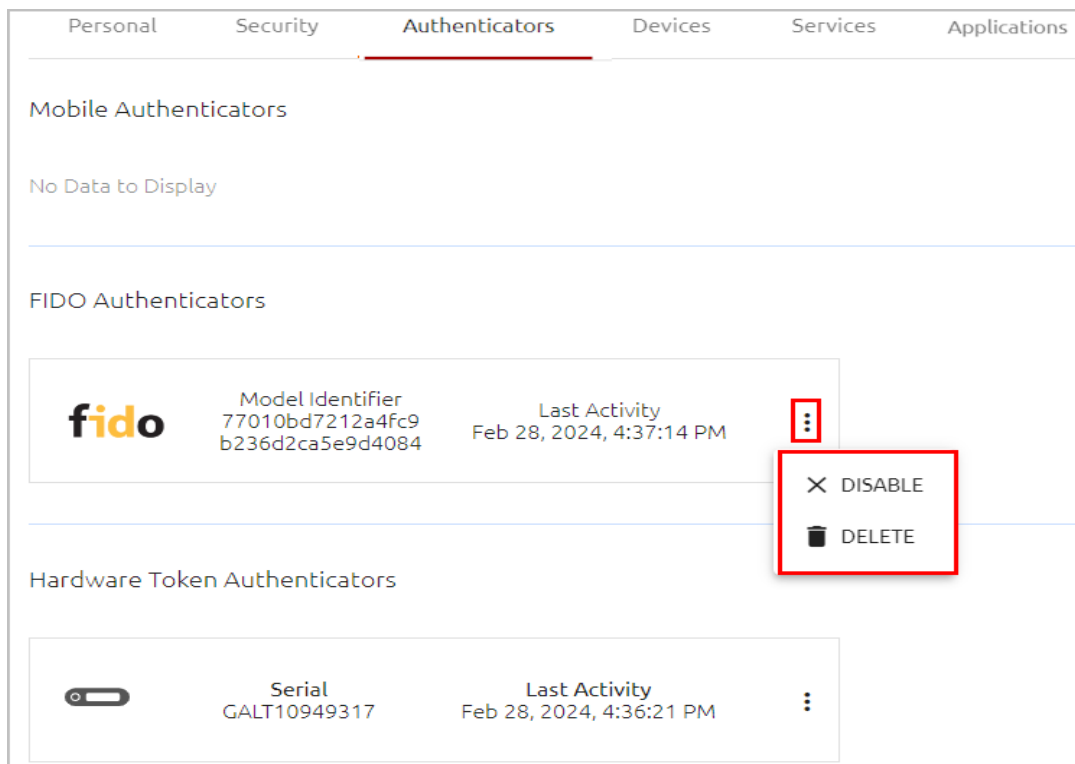 Personal Security Authenticators Devices Services Applications
Mobile Authenticators
No Data to Display
FIDO Authenticators
fido
Model Identifier
77010bd7212a4fc9
b236d2ca5e9d4084
Last Activity
Feb 28, 2024, 4:37:14 PM
DISABLE
DELETE
Hardware Token Authenticators
Serial
GALT10949317
Last Activity
Feb 28, 2024, 4:36:21 PM